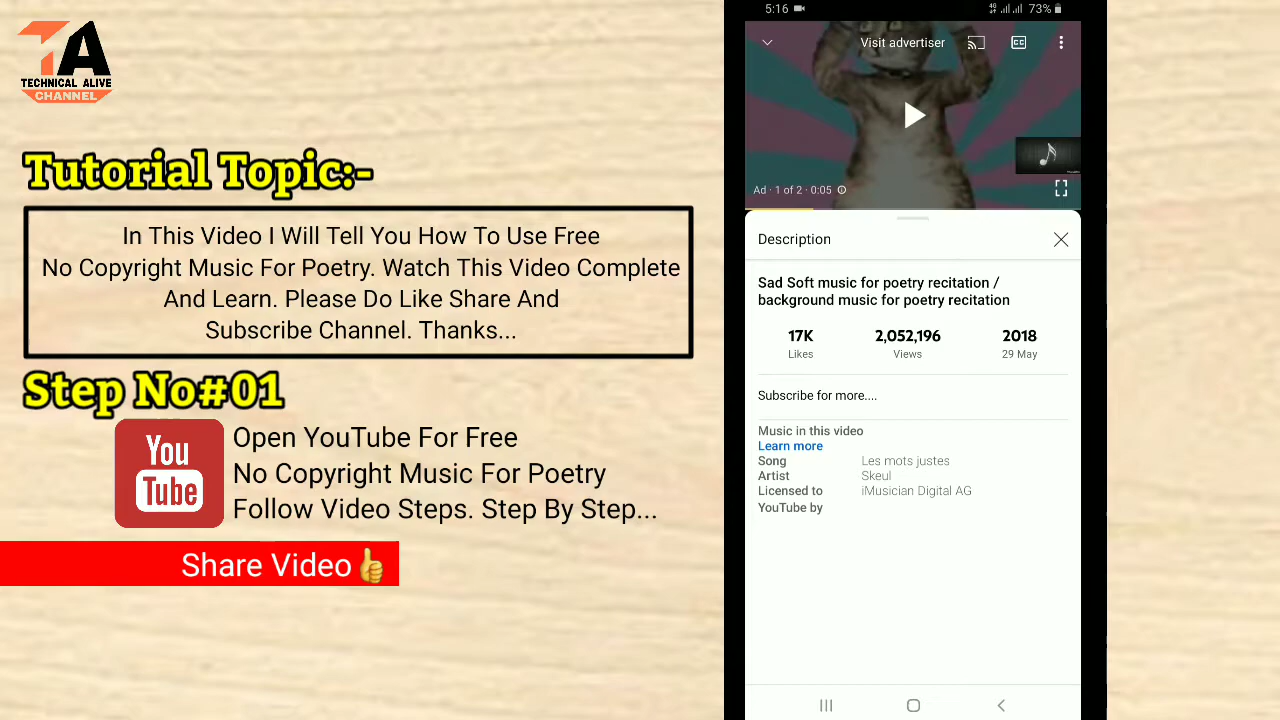 TA
TECHNICAL ALIVE
CHANNEL
Tutorial Topic:-
In This Video I Will Tell You How To Use Free
No Copyright Music For Poetry. Watch This Video Complete
And Learn. Please Do Like Share And
Subscribe Channel. Thanks...
Step No#01
You
Tube
Open YouTube For Free
No Copyright Music For Poetry
Follow Video Steps. Step By Step...
Share Video👍
5:16 73%
Visit advertiser
CC
Ad · 1 of 2 · 0:05
Description
Sad Soft music for poetry recitation /
background music for poetry recitation
17K 2,052,196 2018
Likes Views 29 May
Subscribe for more....
Music in this video
Learn more
Song Les mots justes
Artist Skeul
Licensed to iMusician Digital AG
YouTube by